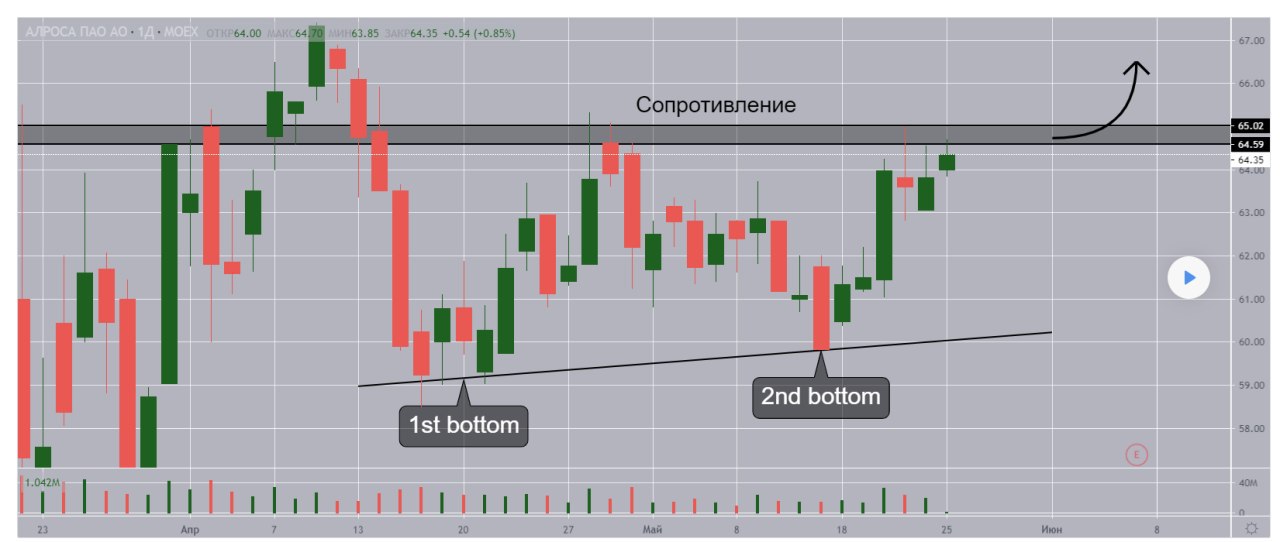 АЛРОСА ПАО АО · 1Д · MOEX ОТКР64.00 МАКС64.70 МИН63.85 ЗАКР64.35 +0.54 (+0.85%)
67.00
66.00
Сопротивление
65.02
64.59
64.35
64.00
63.00
62.00
61.00
60.00
59.00
2nd bottom
1st bottom
58.00
E
1.042M
40M
0
23 Апр 7 13 20 27 Май 8 18 25 Июн 8